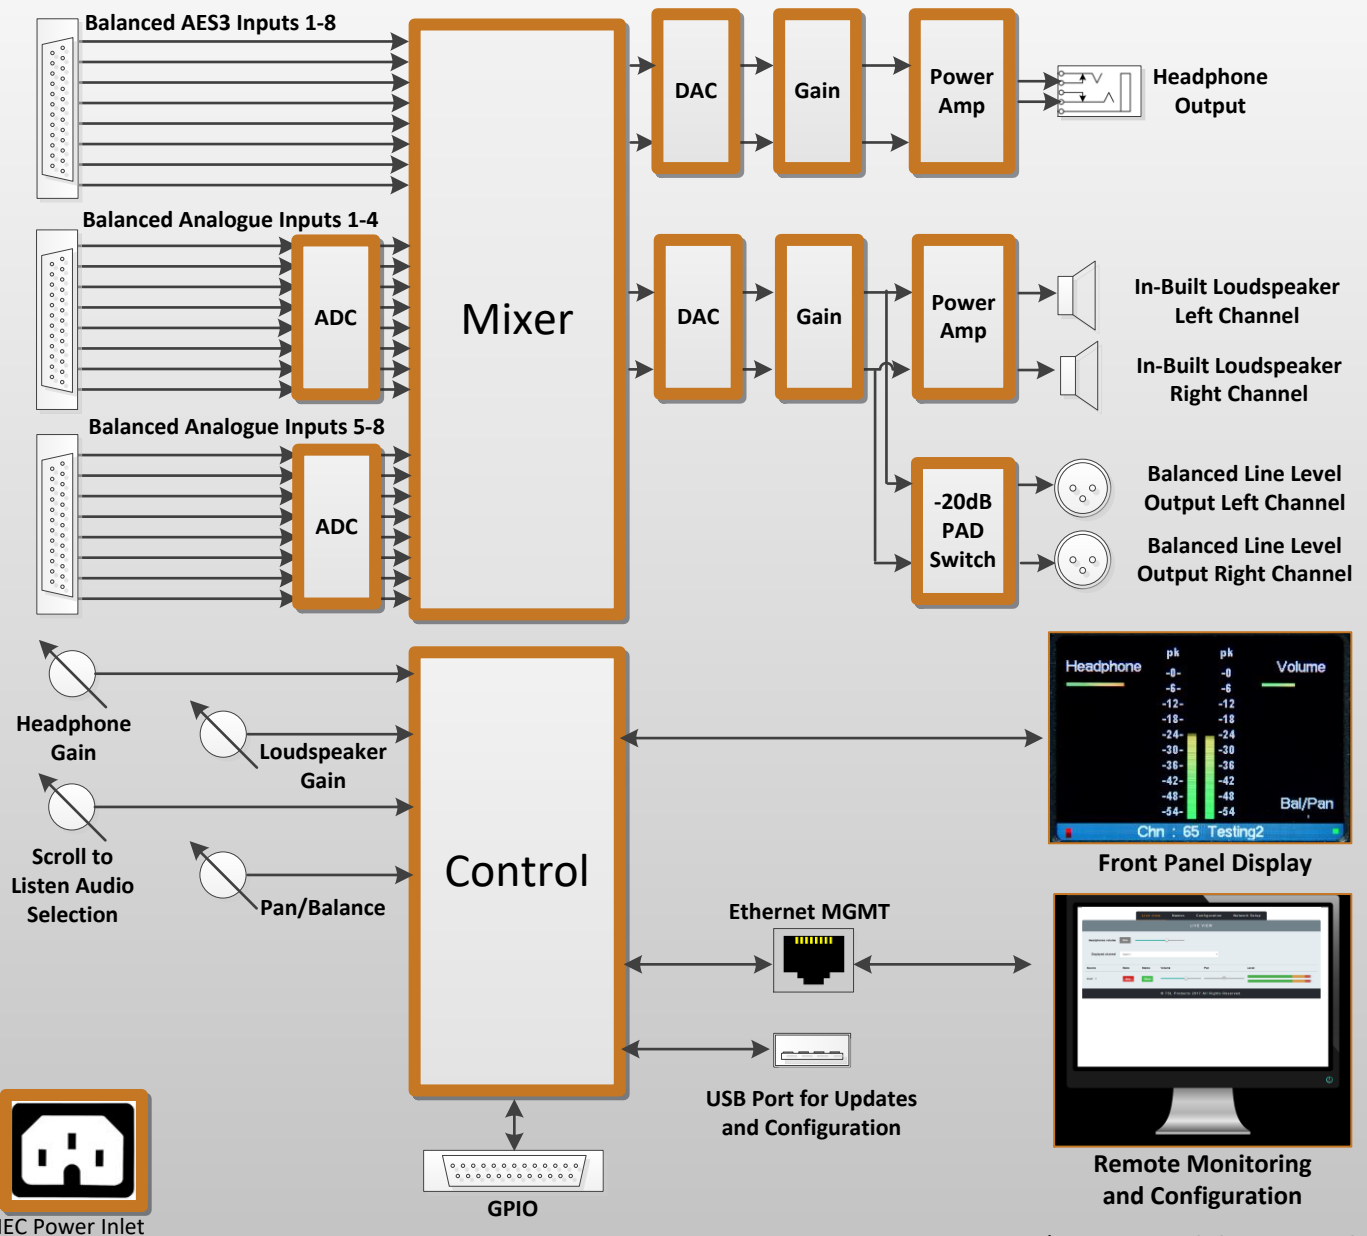 Balanced AES3 Inputs 1-8
DAC
Gain
Power
Amp
Headphone
Output
Balanced Analogue Inputs 1-4
ADC
Mixer
DAC
Gain
Power
Amp
In-Built Loudspeaker
Left Channel
In-Built Loudspeaker
Right Channel
Balanced Analogue Inputs 5-8
ADC
-20dB
PAD
Switch
Balanced Line Level
Output Left Channel
Balanced Line Level
Output Right Channel
Headphone
Gain
Loudspeaker
Gain
Scroll to
Listen Audio
Selection
Pan/Balance
Control
pk pk
Headphone
Volume
-0- -0
-6- -6
-12- -12
-18- -18
-24- -24
-30- -30
-36- -36
-42- -42
-48- -48
-54- -54
Bal/Pan
Chn : 65 Testing2
Front Panel Display
Ethernet MGMT
LIVE VIEW
USB Port for Updates
and Configuration
Remote Monitoring
and Configuration
GPIO
IEC Power Inlet